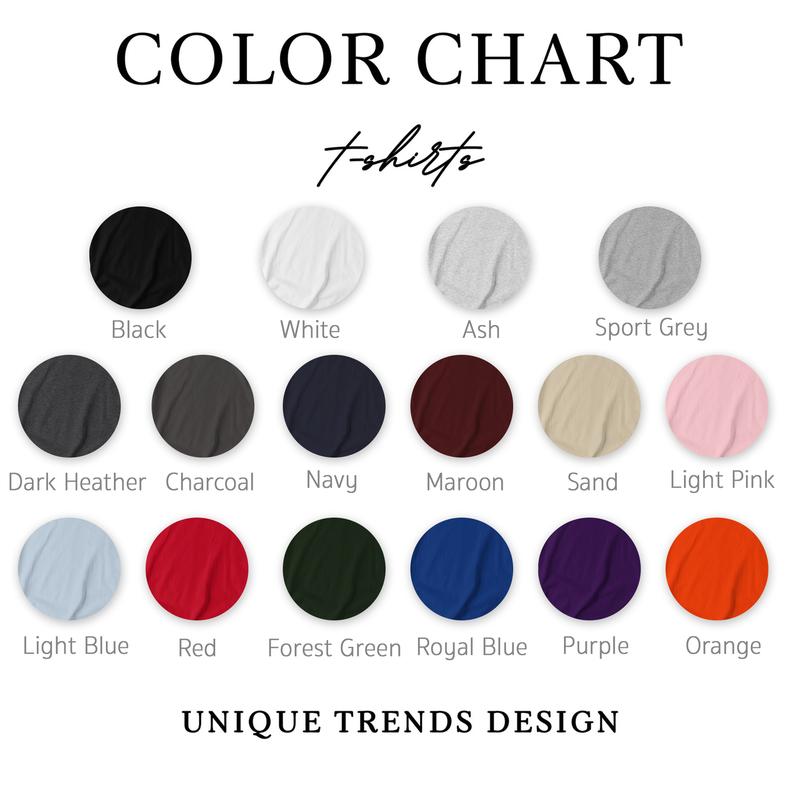 COLOR CHART
t-shirts
Black White Ash Sport Grey
Dark Heather Charcoal Navy Maroon Sand Light Pink
Light Blue Red Forest Green Royal Blue Purple Orange
UNIQUE TRENDS DESIGN